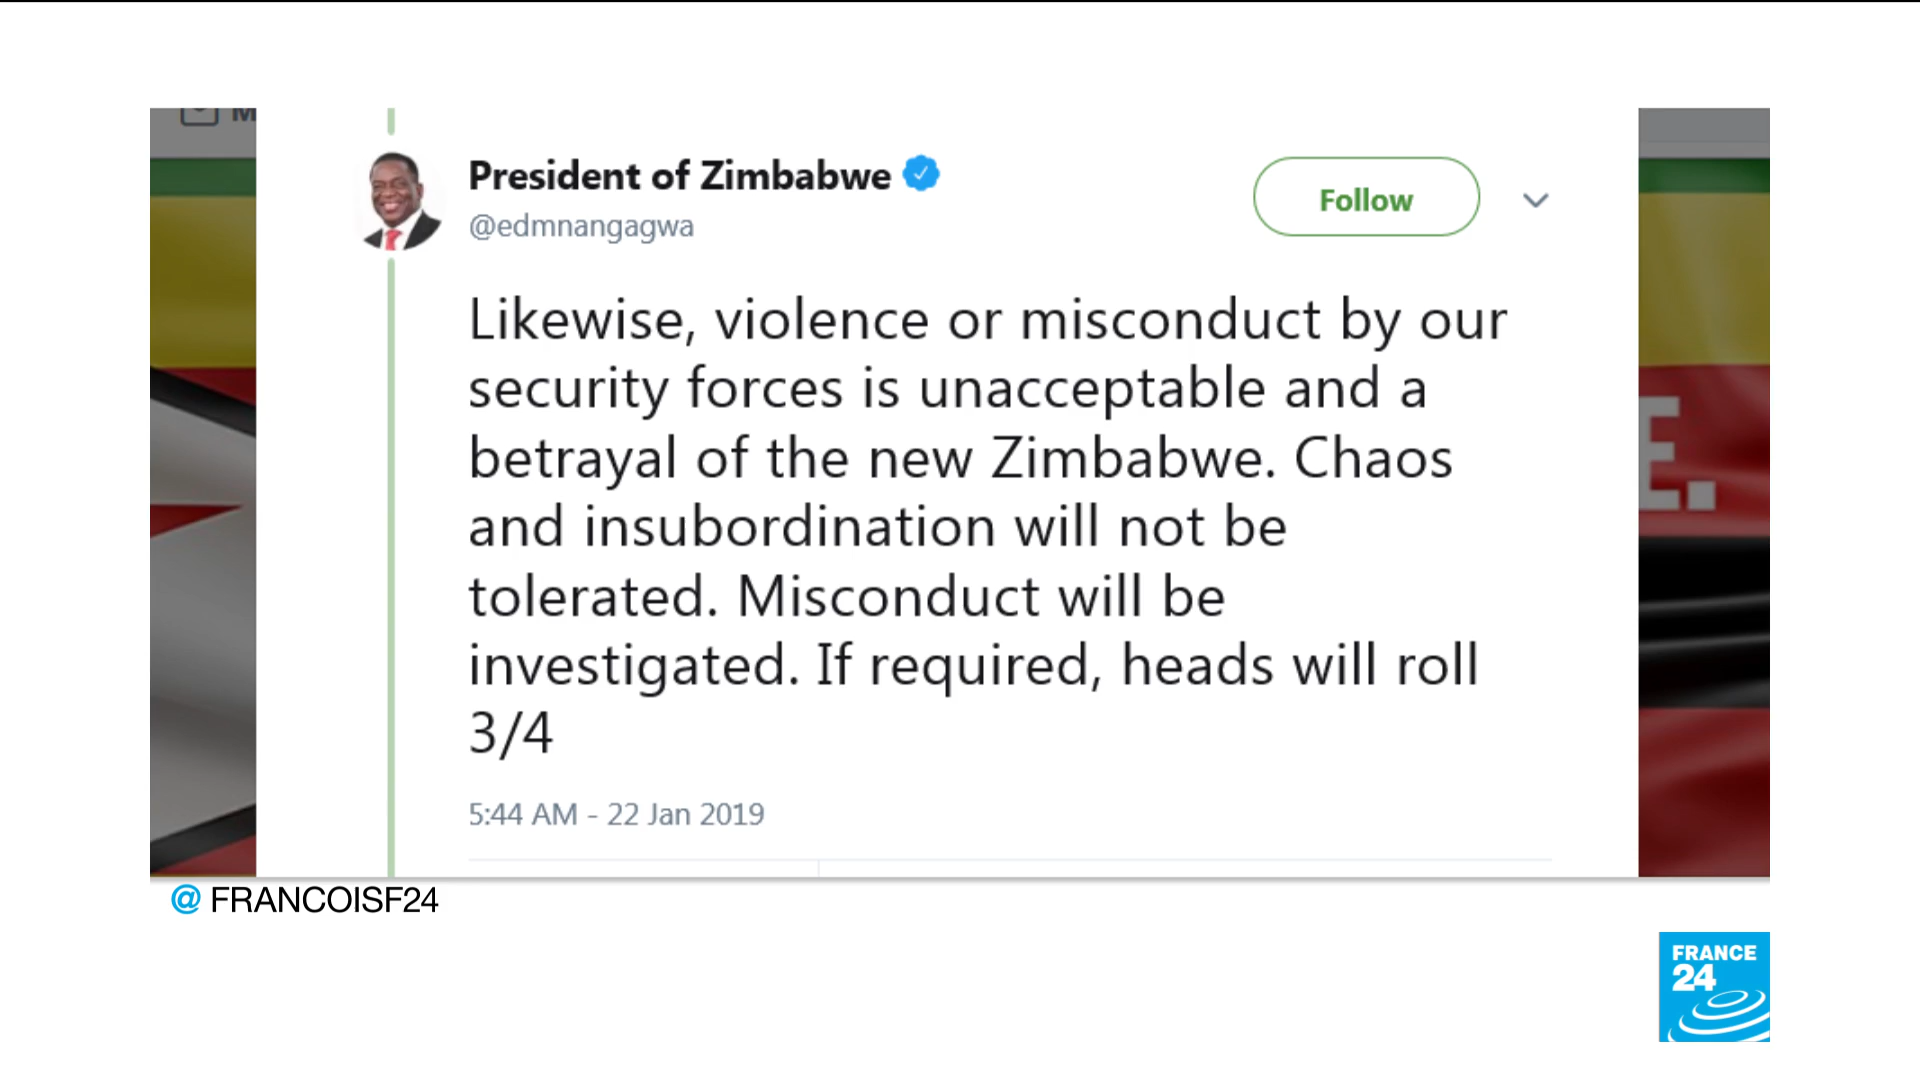 M
President of Zimbabwe
@edmnangagwa
Follow
Likewise, violence or misconduct by our
security forces is unacceptable and a
betrayal of the new Zimbabwe. Chaos
and insubordination will not be
tolerated. Misconduct will be
investigated. If required, heads will roll
3/4
5:44 AM - 22 Jan 2019
E.
@ FRANCOISF24
FRANCE
24